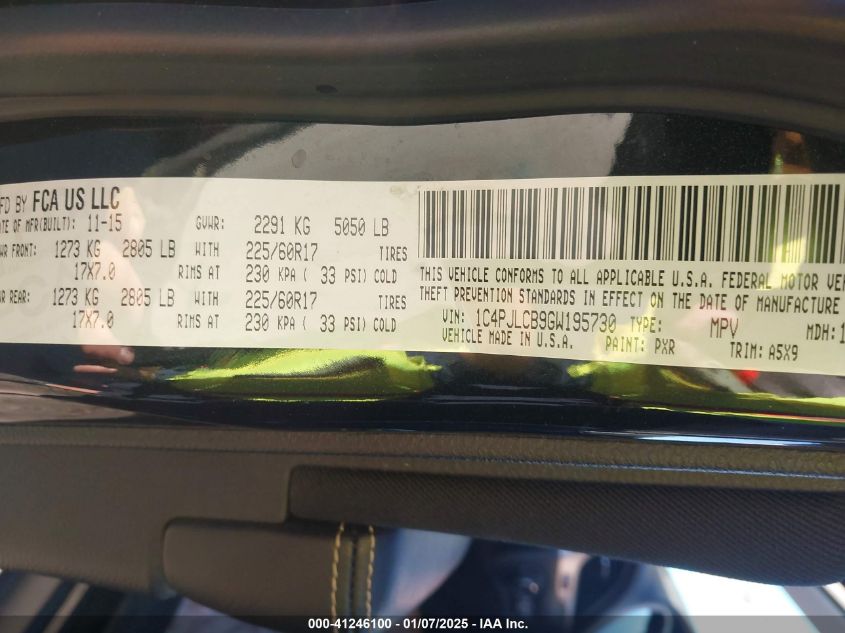 FD BY FCA US LLC
ATE OF MFR(BUILT): 11-15 GVWR: 2291 KG 5050 LB
WR FRONT: 1273 KG 2805 LB WITH 225/60R17 TIRES
17X7.0 RIMS AT 230 KPA ( 33 PSI) COLD
WR REAR: 1273 KG 2805 LB WITH 225/60R17 TIRES
17X7.0 RIMS AT 230 KPA ( 33 PSI) COLD
THIS VEHICLE CONFORMS TO ALL APPLICABLE U.S.A. FEDERAL MOTOR VEH
THEFT PREVENTION STANDARDS IN EFFECT ON THE DATE OF MANUFACTURE
VIN: 1C4PJLCB9GW195730 TYPE: MPV MDH: 1
VEHICLE MADE IN U.S.A. PAINT: PXR TRIM: A5X9
000-41246100 - 01/07/2025 - IAA Inc.